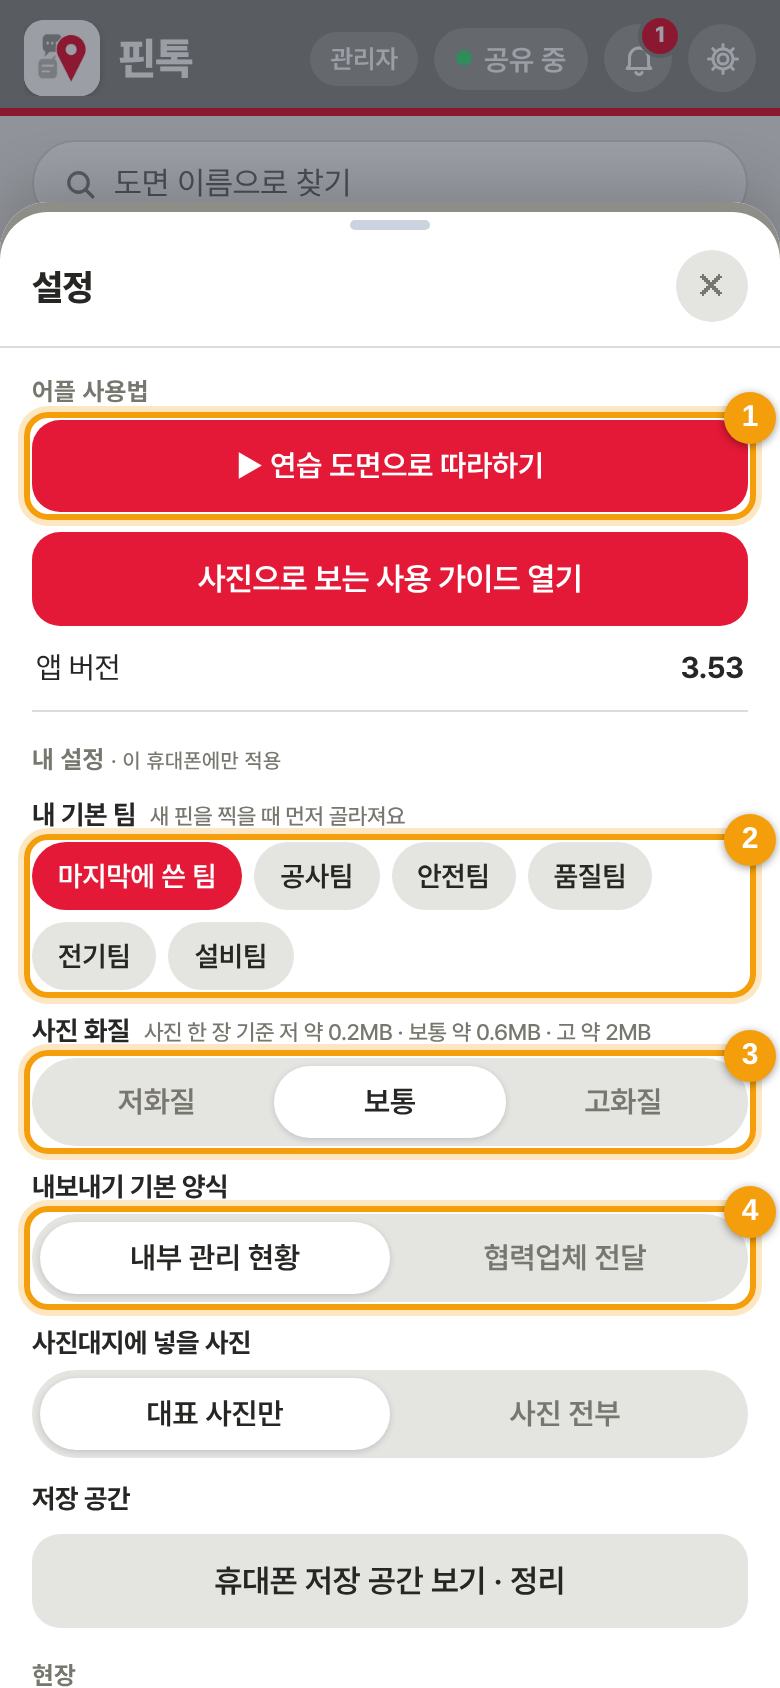 핀톡
관리자
공유 중
1
도면 이름으로 찾기
설정
어플 사용법
1
▶ 연습 도면으로 따라하기
사진으로 보는 사용 가이드 열기
앱 버전 3.53
내 설정 · 이 휴대폰에만 적용
내 기본 팀 새 핀을 찍을 때 먼저 골라져요
2
마지막에 쓴 팀 공사팀 안전팀 품질팀
전기팀 설비팀
사진 화질 사진 한 장 기준 저 약 0.2MB · 보통 약 0.6MB · 고 약 2MB
3
저화질 보통 고화질
내보내기 기본 양식
4
내부 관리 현황 협력업체 전달
사진대지에 넣을 사진
대표 사진만 사진 전부
저장 공간
휴대폰 저장 공간 보기 · 정리
현장